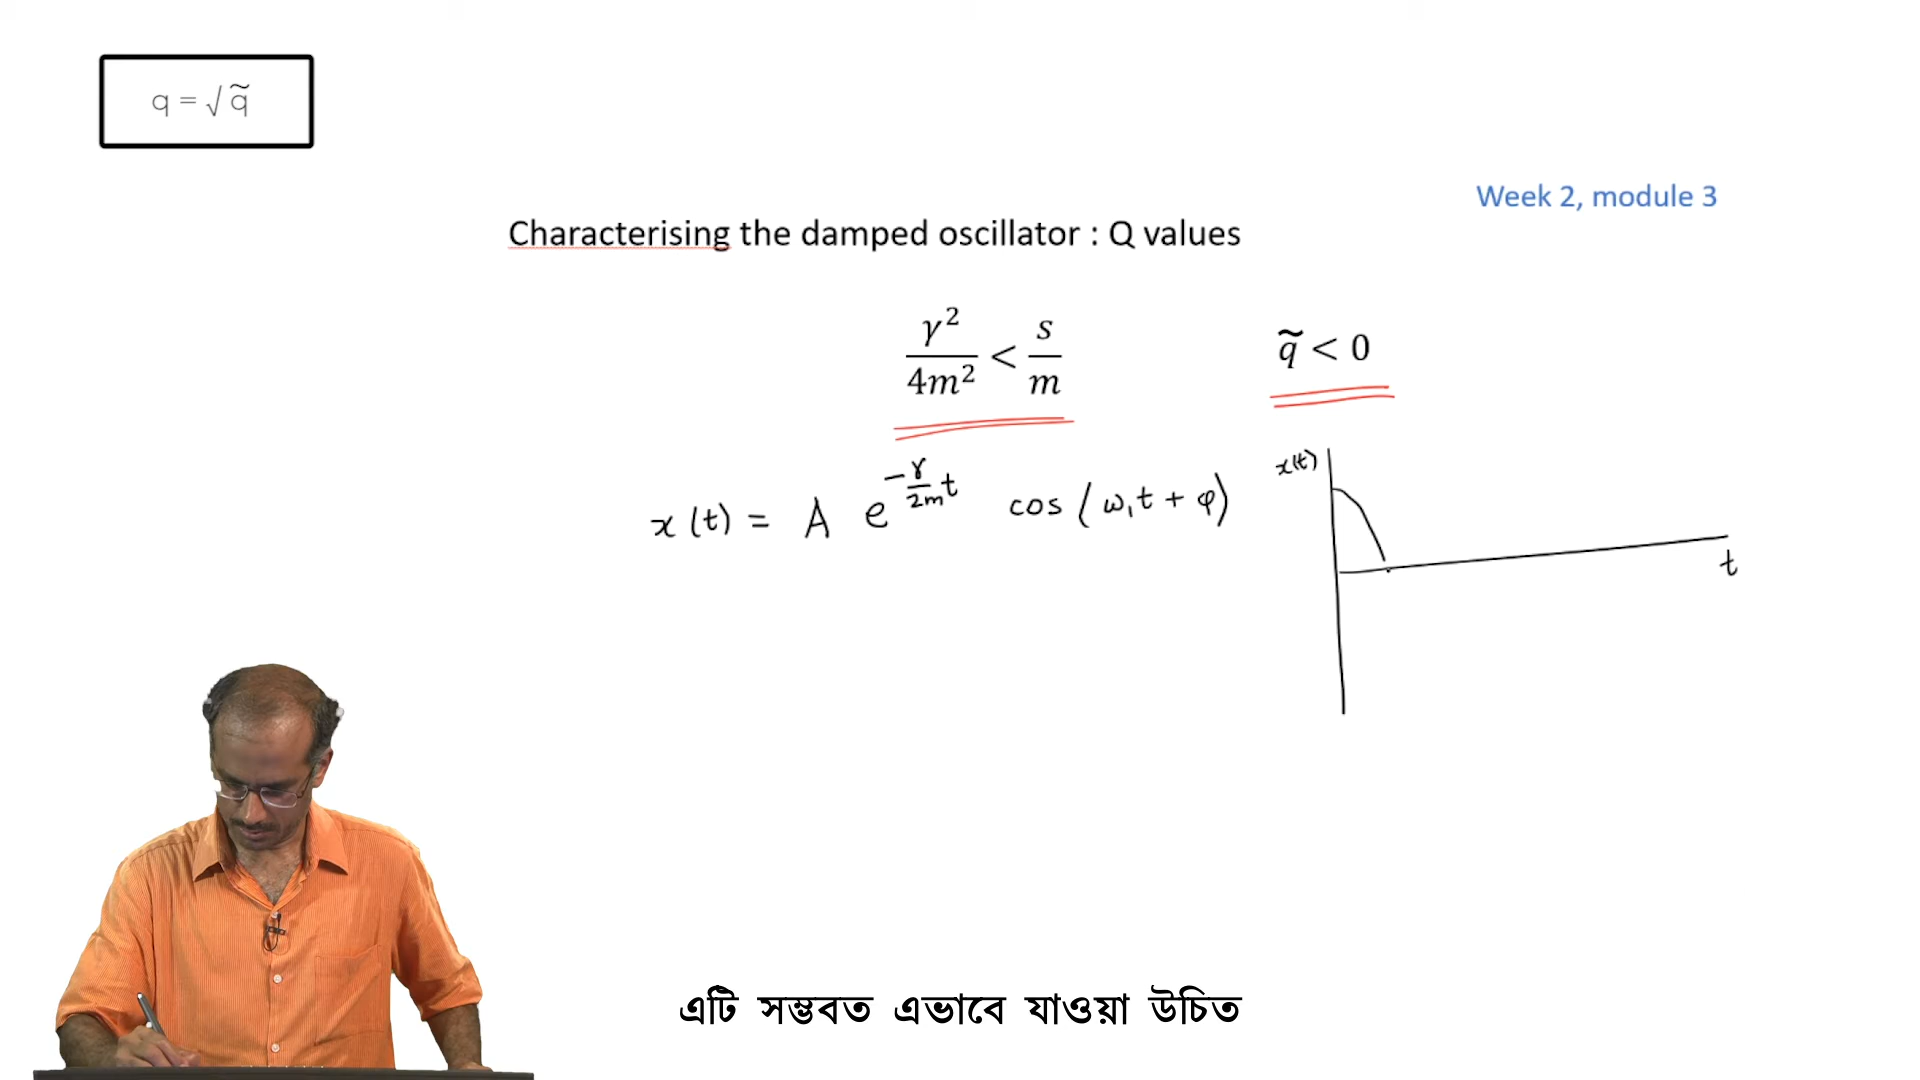 q = √ q̃
Week 2, module 3
Characterising the damped oscillator : Q values
γ²/4m² < s/m
q̃ < 0
x(t) = A e^(-γ/2m t) cos (ω₁t + φ)
x(t)
t
এটি সম্ভবত এভাবে যাওয়া উচিত